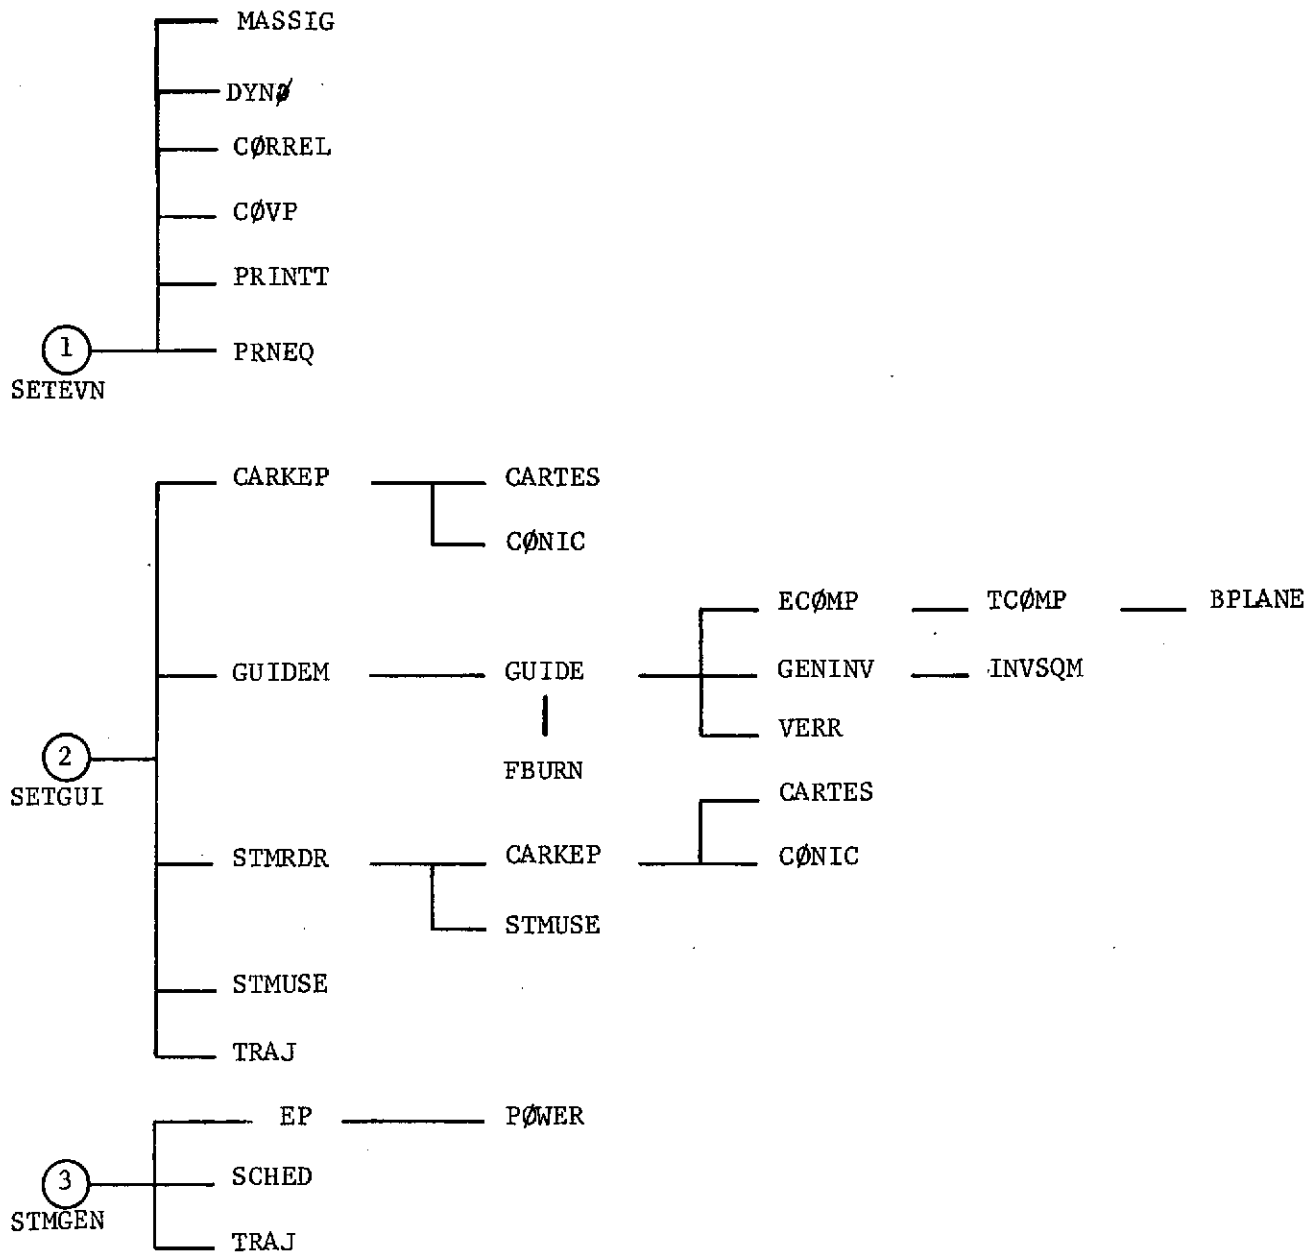 MASSIG
DYNØ
CØRREL
CØVP
PRINTT
1 PRNEQ
SETEVN
CARKEP CARTES
CØNIC
ECØMP TCØMP BPLANE
GUIDEM GUIDE GENINV INVSQM
VERR
2
SETGUI
FBURN
CARTES
STMRDR CARKEP CØNIC
STMUSE
STMUSE
TRAJ
EP PØWER
3 SCHED
STMGEN
TRAJ